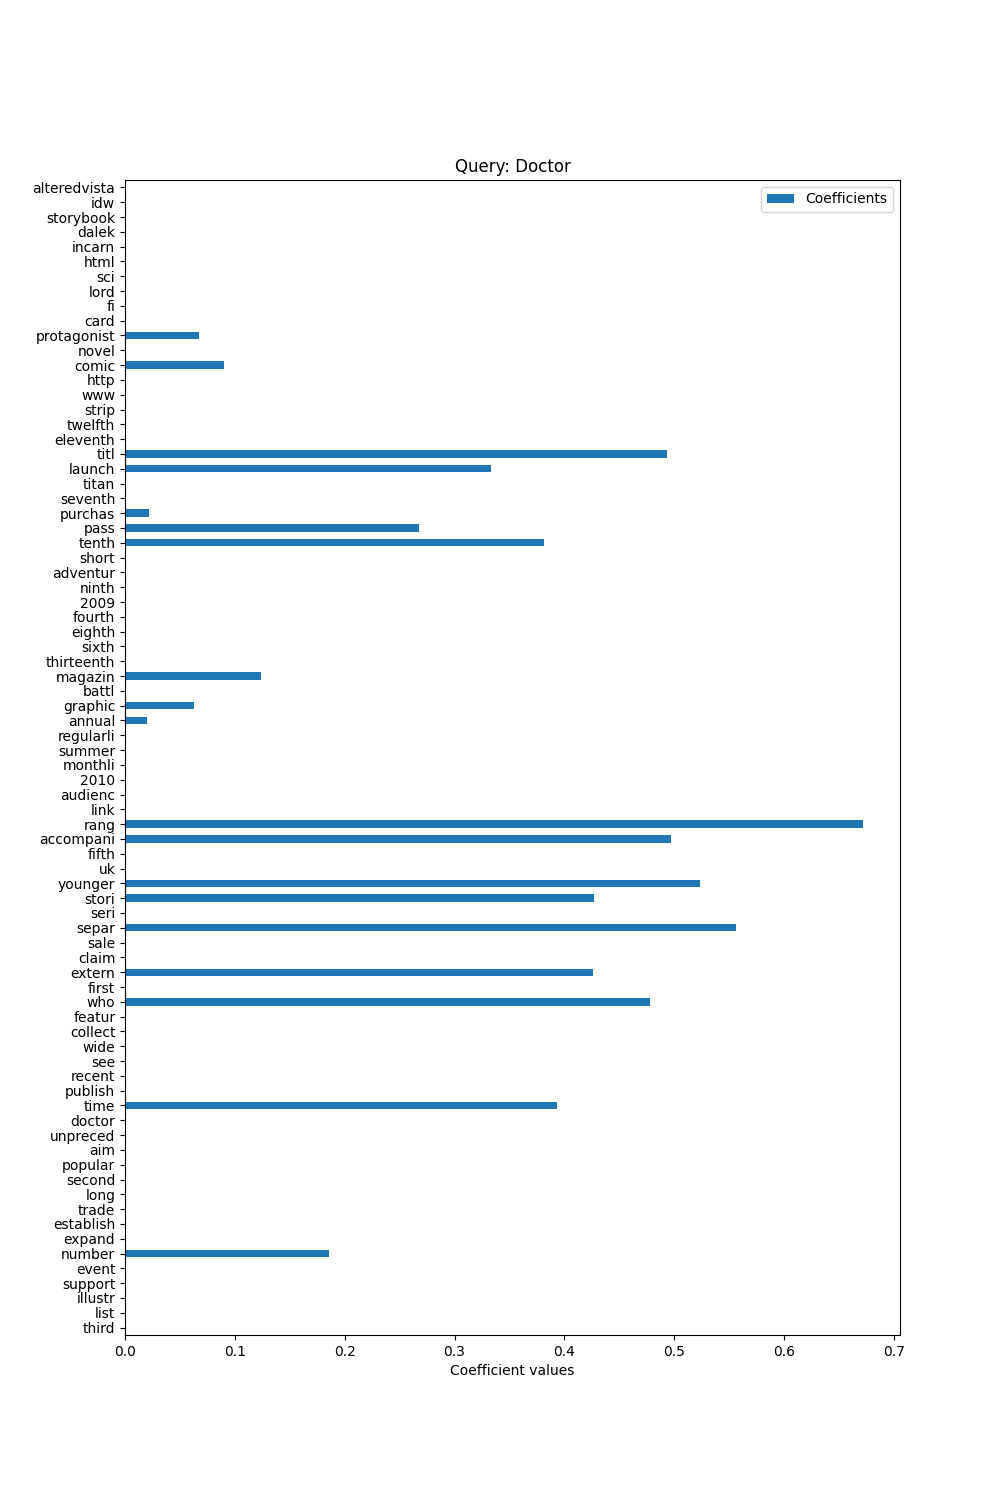 Query: Doctor
Coefficients
alteredvista
idw
storybook
dalek
incarn
html
sci
lord
fi
card
protagonist
novel
comic
http
www
strip
twelfth
eleventh
titl
launch
titan
seventh
purchas
pass
tenth
short
adventur
ninth
2009
fourth
eighth
sixth
thirteenth
magazin
battl
graphic
annual
regularli
summer
monthli
2010
audienc
link
rang
accompani
fifth
uk
younger
stori
seri
separ
sale
claim
extern
first
who
featur
collect
wide
see
recent
publish
time
doctor
unpreced
aim
popular
second
long
trade
establish
expand
number
event
support
illustr
list
third
0.0 0.1 0.2 0.3 0.4 0.5 0.6 0.7
Coefficient values